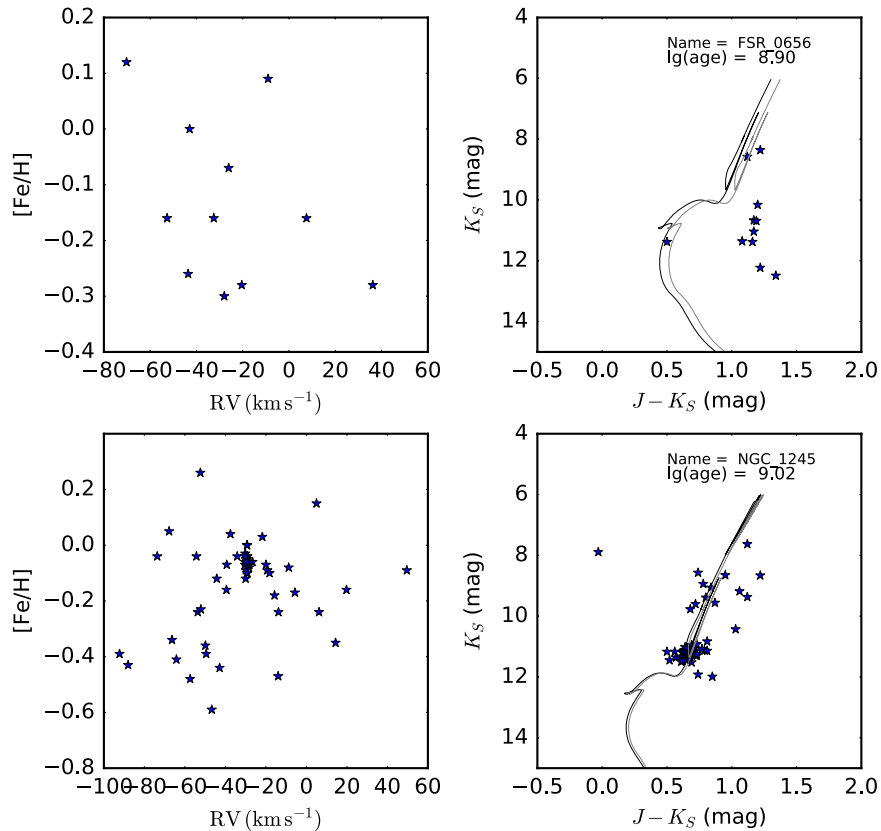 0.2
0.1
0.0
−0.1
−0.2
−0.3
−0.4
[Fe/H]
−80 −60 −40 −20 0 20 40 60
RV (km s−1)
4
6
8
10
12
14
K_S (mag)
Name = FSR_0656
lg(age) = 8.90
−0.5 0.0 0.5 1.0 1.5 2.0
J − K_S (mag)
0.2
0.0
−0.2
−0.4
−0.6
−0.8
[Fe/H]
−100 −80 −60 −40 −20 0 20 40 60
RV (km s−1)
4
6
8
10
12
14
K_S (mag)
Name = NGC_1245
lg(age) = 9.02
−0.5 0.0 0.5 1.0 1.5 2.0
J − K_S (mag)